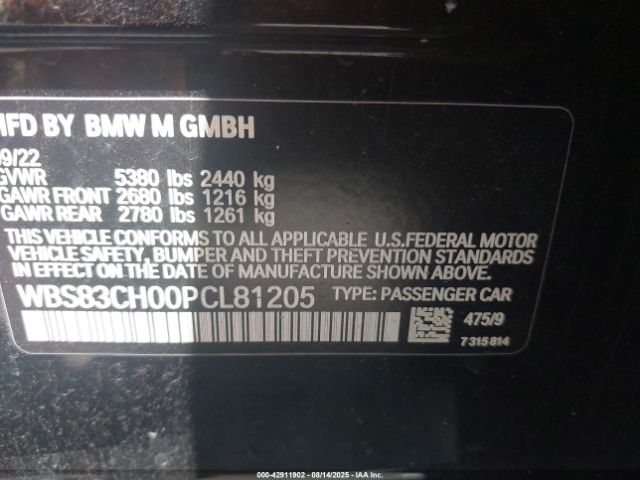 MFD BY BMW M GMBH
09/22
GVWR 5380 lbs 2440 kg
GAWR FRONT 2680 lbs 1216 kg
GAWR REAR 2780 lbs 1261 kg
THIS VEHICLE CONFORMS TO ALL APPLICABLE U.S.FEDERAL MOTOR
VEHICLE SAFETY, BUMPER AND THEFT PREVENTION STANDARDS
IN EFFECT ON THE DATE OF MANUFACTURE SHOWN ABOVE.
WBS83CH00PCL81205 TYPE: PASSENGER CAR
475/9
7315814
000-42911902 - 08/14/2025 - IAA Inc.